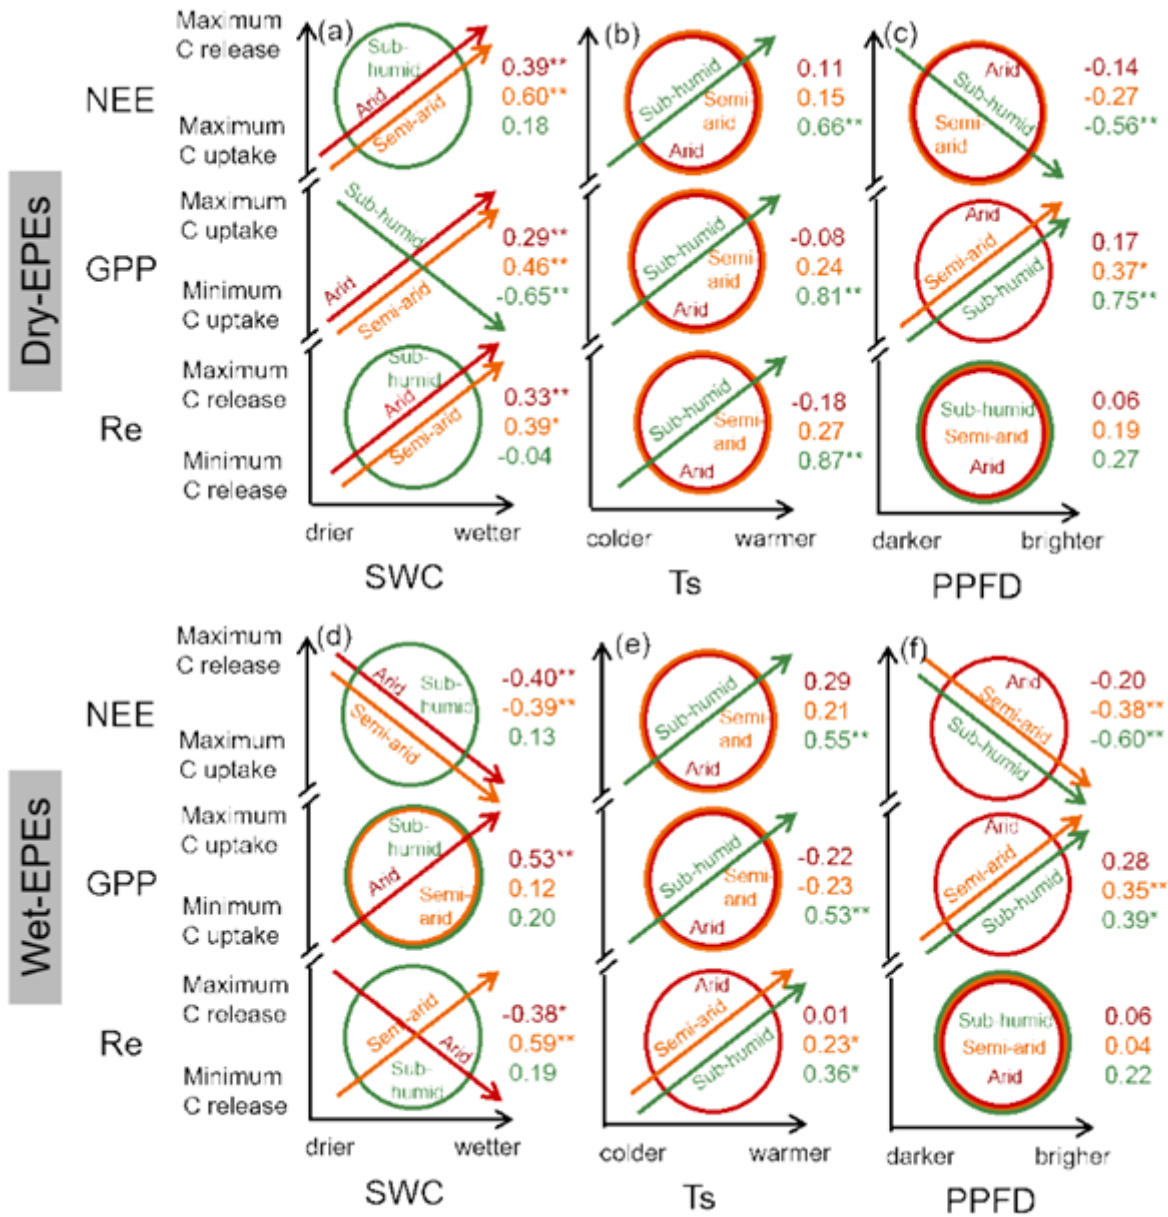 Dry-EPEs
NEE
Maximum
C release
Maximum
C uptake
(a)
Sub-
humid
Arid
Semi-arid
0.39**
0.60**
0.18
(b)
Sub-humid
Semi-
arid
Arid
0.11
0.15
0.66**
(c)
Arid
Sub-humid
Semi-
arid
-0.14
-0.27
-0.56**
GPP
Maximum
C uptake
Minimum
C uptake
Sub-humid
Arid
Semi-arid
0.29**
0.46**
-0.65**
Sub-humid
Semi-
arid
Arid
-0.08
0.24
0.81**
Arid
Semi-arid
Sub-humid
0.17
0.37*
0.75**
Re
Maximum
C release
Minimum
C release
Sub-
humid
Arid
Semi-arid
0.33**
0.39*
-0.04
Sub-humid
Semi-
arid
Arid
-0.18
0.27
0.87**
Sub-humid
Semi-arid
Arid
0.06
0.19
0.27
drier wetter
SWC
colder warmer
Ts
darker brighter
PPFD
Wet-EPEs
NEE
Maximum
C release
Maximum
C uptake
(d)
Arid
Sub-
humid
Semi-arid
-0.40**
-0.39**
0.13
(e)
Sub-humid
Semi-
arid
Arid
0.29
0.21
0.55**
(f)
Arid
Semi-arid
Sub-humid
-0.20
-0.38**
-0.60**
GPP
Maximum
C uptake
Minimum
C uptake
Sub-
humid
Arid
Semi-
arid
0.53**
0.12
0.20
Sub-humid
Semi-
arid
Arid
-0.22
-0.23
0.53**
Arid
Semi-arid
Sub-humid
0.28
0.35**
0.39*
Re
Maximum
C release
Minimum
C release
Semi-arid
Arid
Sub-
humid
-0.38*
0.59**
0.19
Arid
Semi-arid
Sub-humid
0.01
0.23*
0.36*
Sub-humid
Semi-arid
Arid
0.06
0.04
0.22
drier wetter
SWC
colder warmer
Ts
darker brigher
PPFD